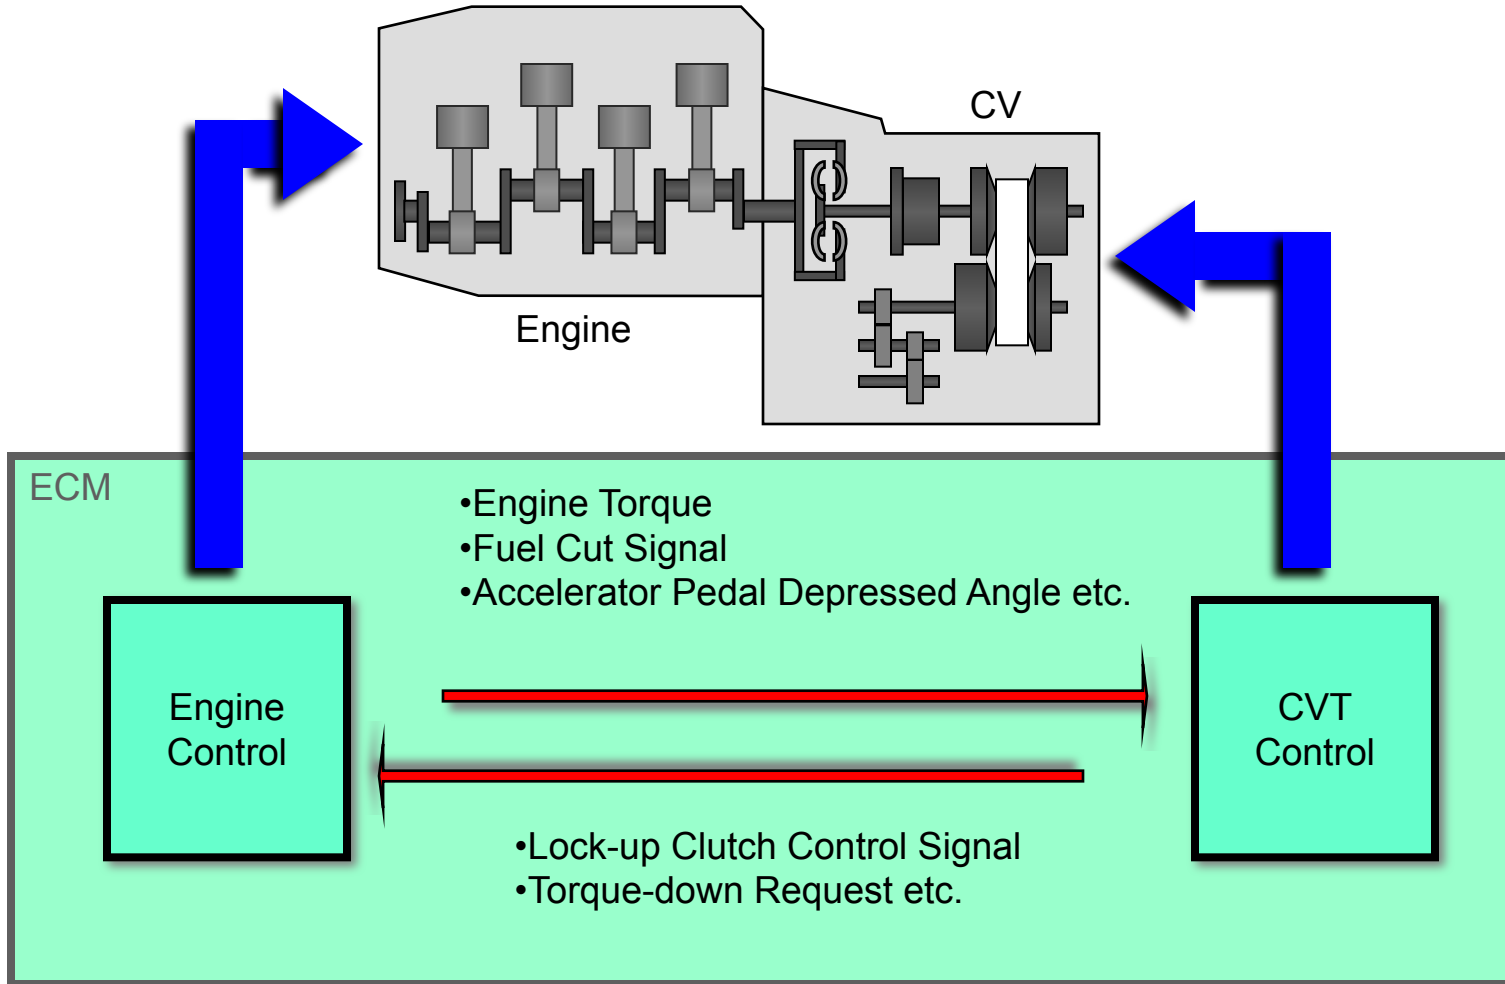 CV
Engine
ECM
•Engine Torque
•Fuel Cut Signal
•Accelerator Pedal Depressed Angle etc.
Engine
Control
CVT
Control
•Lock-up Clutch Control Signal
•Torque-down Request etc.